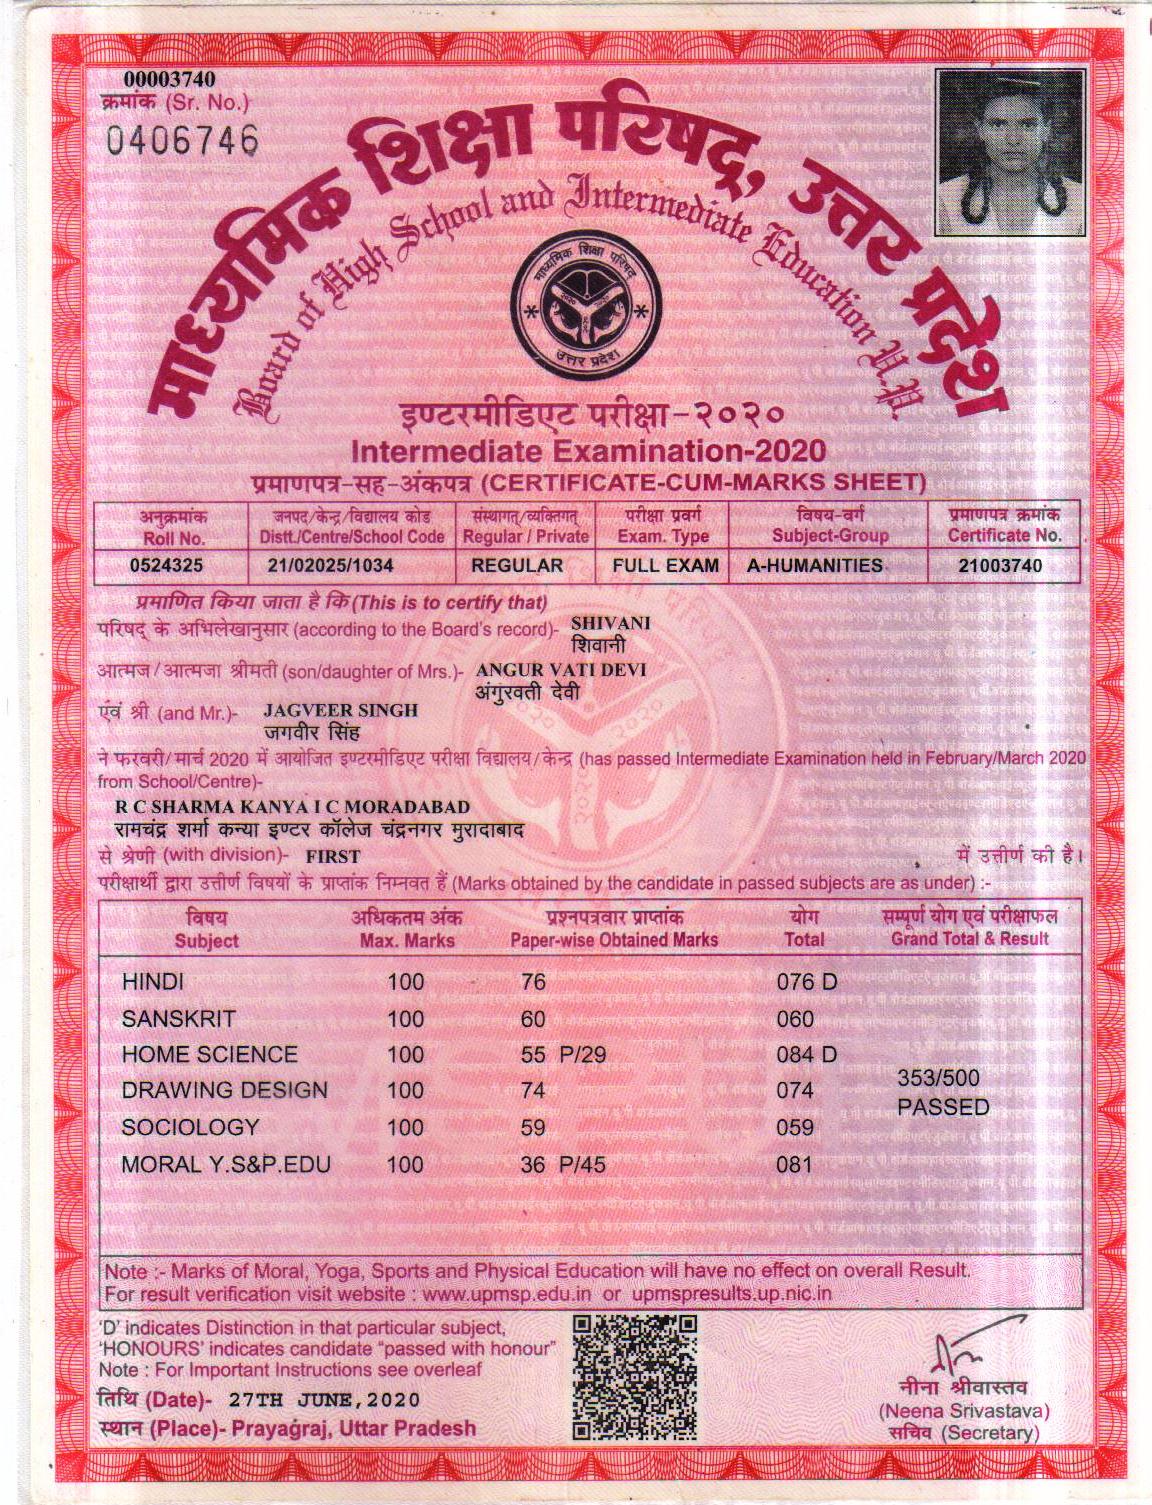 00003740
क्रमांक (Sr. No.)
0406746
माध्यमिक शिक्षा परिषद्, उत्तर प्रदेश
Board of High School and Intermediate Education U.P.
माध्यमिक शिक्षा परिषद्
उत्तर प्रदेश
इण्टरमीडिएट परीक्षा-२०२०
Intermediate Examination-2020
प्रमाणपत्र-सह-अंकपत्र (CERTIFICATE-CUM-MARKS SHEET)
अनुक्रमांक जनपद/केन्द्र/विद्यालय कोड संस्थागत्/व्यक्तिगत् परीक्षा प्रवर्ग विषय-वर्ग प्रमाणपत्र क्रमांक
Roll No. Distt./Centre/School Code Regular / Private Exam. Type Subject-Group Certificate No.
0524325 21/02025/1034 REGULAR FULL EXAM A-HUMANITIES 21003740
प्रमाणित किया जाता है कि (This is to certify that)
परिषद् के अभिलेखानुसार (according to the Board's record)- SHIVANI
शिवानी
आत्मज/आत्मजा श्रीमती (son/daughter of Mrs.)- ANGUR VATI DEVI
अंगुरवती देवी
एवं श्री (and Mr.)- JAGVEER SINGH
जगवीर सिंह
ने फरवरी/मार्च 2020 में आयोजित इण्टरमीडिएट परीक्षा विद्यालय/केन्द्र (has passed Intermediate Examination held in February/March 2020
from School/Centre)-
R C SHARMA KANYA I C MORADABAD
रामचंद्र शर्मा कन्या इण्टर कॉलेज चंद्रनगर मुरादाबाद
से श्रेणी (with division)- FIRST में उत्तीर्ण की है।
परीक्षार्थी द्वारा उत्तीर्ण विषयों के प्राप्तांक निम्नवत हैं (Marks obtained by the candidate in passed subjects are as under) :-
विषय अधिकतम अंक प्रश्नपत्रवार प्राप्तांक योग सम्पूर्ण योग एवं परीक्षाफल
Subject Max. Marks Paper-wise Obtained Marks Total Grand Total & Result
HINDI 100 76 076 D
SANSKRIT 100 60 060
HOME SCIENCE 100 55 P/29 084 D
353/500
DRAWING DESIGN 100 74 074
PASSED
SOCIOLOGY 100 59 059
MORAL Y.S&P.EDU 100 36 P/45 081
Note :- Marks of Moral, Yoga, Sports and Physical Education will have no effect on overall Result.
For result verification visit website : www.upmsp.edu.in or upmspresults.up.nic.in
'D' indicates Distinction in that particular subject,
'HONOURS' indicates candidate "passed with honour"
Note : For Important Instructions see overleaf
तिथि (Date)- 27TH JUNE,2020
स्थान (Place)- Prayagraj, Uttar Pradesh
नीना श्रीवास्तव
(Neena Srivastava)
सचिव (Secretary)